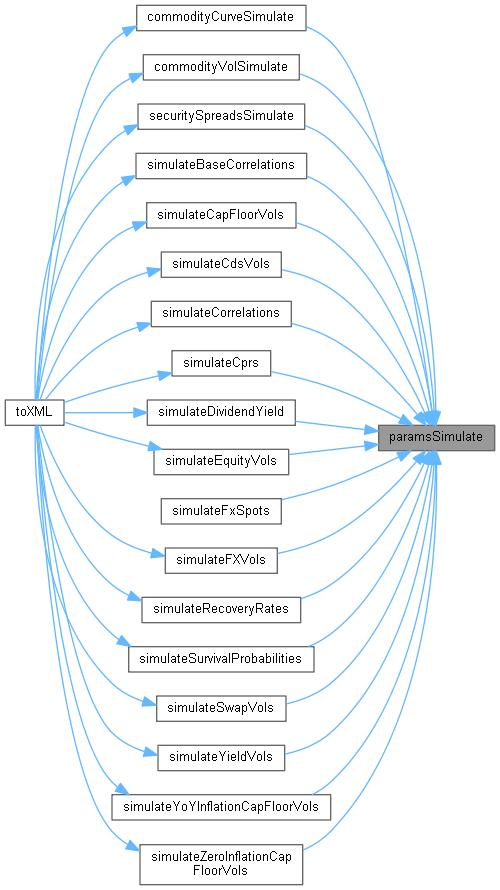 commodityCurveSimulate
commodityVolSimulate
securitySpreadsSimulate
simulateBaseCorrelations
simulateCapFloorVols
simulateCdsVols
simulateCorrelations
simulateCprs
toXML
simulateDividendYield
paramsSimulate
simulateEquityVols
simulateFxSpots
simulateFXVols
simulateRecoveryRates
simulateSurvivalProbabilities
simulateSwapVols
simulateYieldVols
simulateYoYInflationCapFloorVols
simulateZeroInflationCap
FloorVols